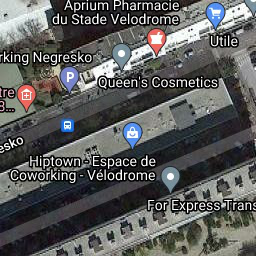 Aprium Pharmacie
du Stade Velodrome
Utile
rking Negresko
P
Queen's Cosmetics
tre
B...
esko
Hiptown - Espace de
Coworking - Vélodrome
For Express Trans